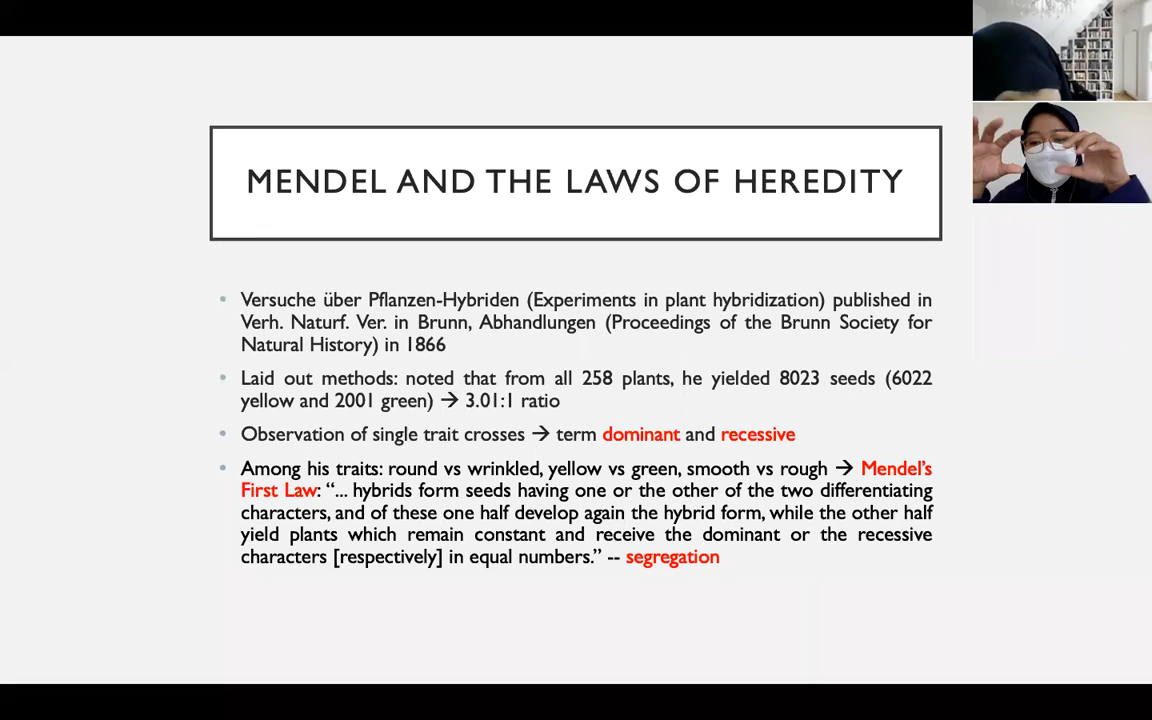 MENDEL AND THE LAWS OF HEREDITY
• Versuche über Pflanzen-Hybriden (Experiments in plant hybridization) published in
Verh. Naturf. Ver. in Brunn, Abhandlungen (Proceedings of the Brunn Society for
Natural History) in 1866
• Laid out methods: noted that from all 258 plants, he yielded 8023 seeds (6022
yellow and 2001 green) → 3.01:1 ratio
• Observation of single trait crosses → term dominant and recessive
• Among his traits: round vs wrinkled, yellow vs green, smooth vs rough → Mendel’s
First Law: “... hybrids form seeds having one or the other of the two differentiating
characters, and of these one half develop again the hybrid form, while the other half
yield plants which remain constant and receive the dominant or the recessive
characters [respectively] in equal numbers.” -- segregation